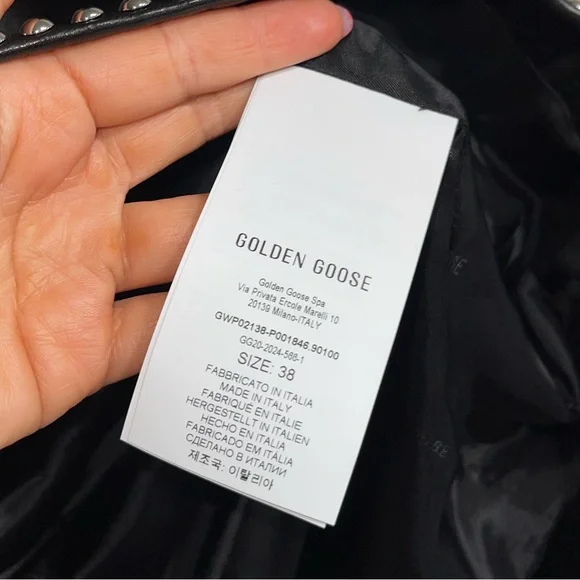 GOLDEN GOOSE
Golden Goose Spa
Via Privata Ercole Marelli 10
20139 Milano-ITALY
GWP02138-P001846.90100
GG20-2024-566-1
SIZE: 38
FABBRICATO IN ITALIA
MADE IN ITALY
FABRIQUÉ EN ITALIE
HERGESTELLT IN ITALIEN
HECHO EN ITALIA
FABRICADO EM ITALIA
СДЕЛАНО В ИТАЛИИ
제조국: 이탈리아